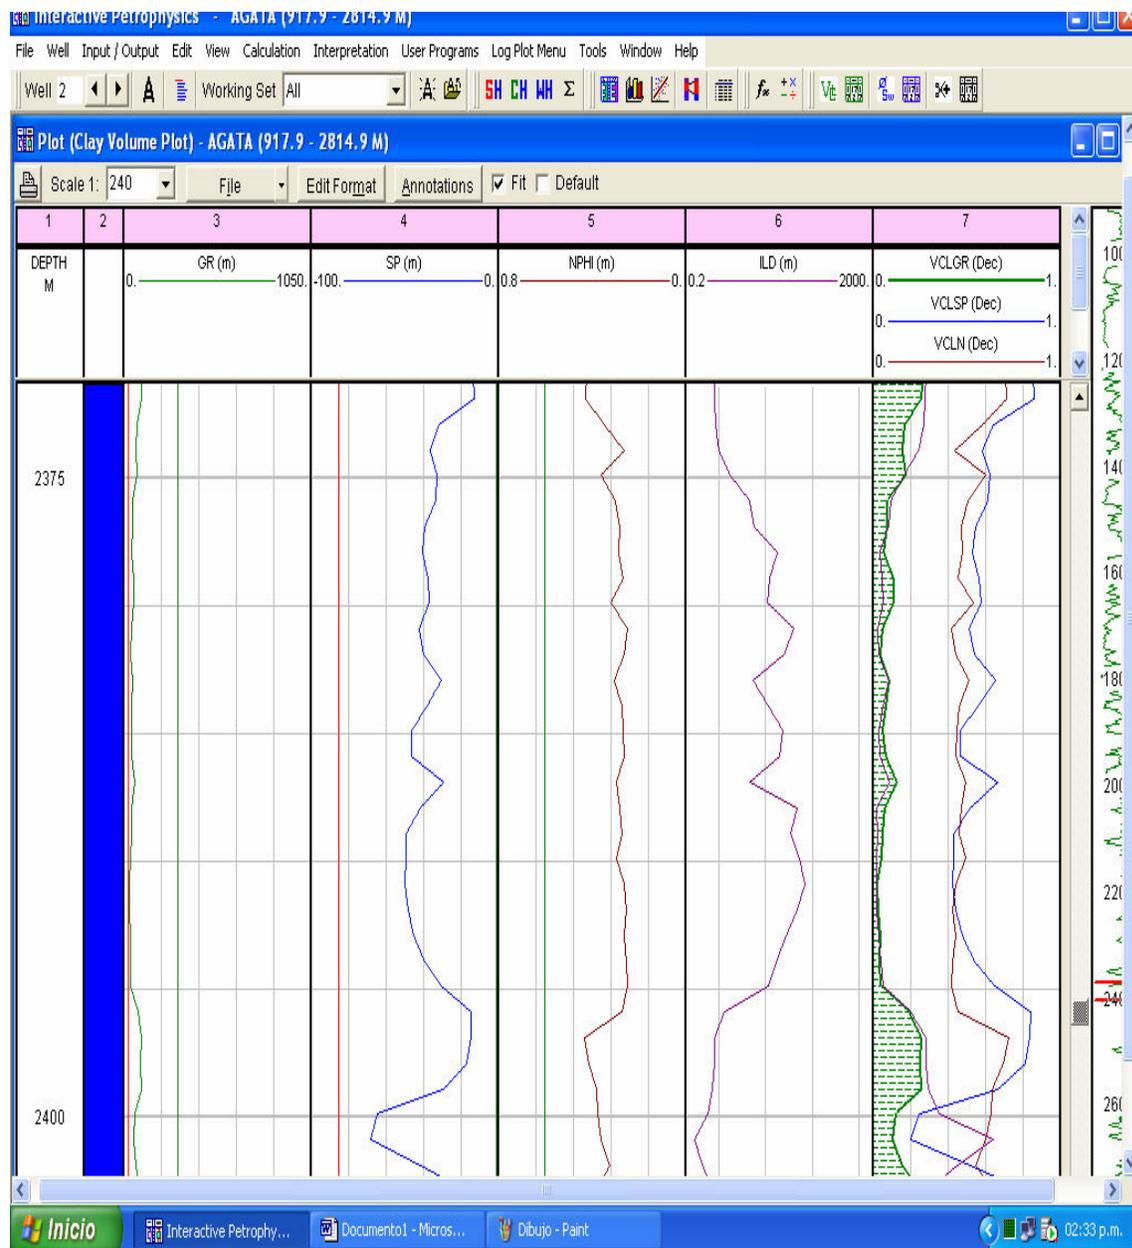 Interactive Petrophysics - AGATA (917.9 - 2814.9 M)
File Well Input / Output Edit View Calculation Interpretation User Programs Log Plot Menu Tools Window Help
Well 2 Working Set All SH CH WH Σ
Plot (Clay Volume Plot) - AGATA (917.9 - 2814.9 M)
Scale 1: 240 File Edit Format Annotations Fit Default
1 2 3 4 5 6 7
DEPTH GR (m) SP (m) NPHI (m) ILD (m) VCLGR (Dec)
M 0. 1050. -100. 0. 0.8 0. 0.2 2000. 0. 1.
VCLSP (Dec)
0. 1.
VCLN (Dec)
0. 1.
2375
2400
180
220
Inicio Interactive Petrophy... Documento1 - Micros... Dibujo - Paint 02:33 p.m.